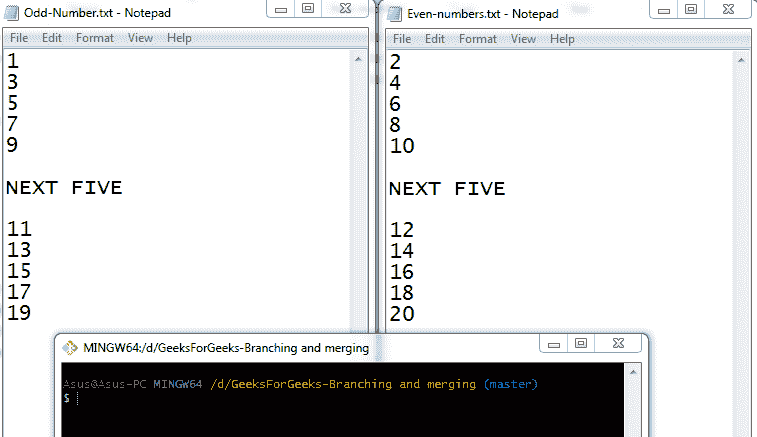 Odd-Number.txt - Notepad
File Edit Format View Help
1
3
5
7
9
NEXT FIVE
11
13
15
17
19
Even-numbers.txt - Notepad
File Edit Format View Help
2
4
6
8
10
NEXT FIVE
12
14
16
18
20
MINGW64:/d/GeeksForGeeks-Branching and merging
Asus@Asus-PC MINGW64 /d/GeeksForGeeks-Branching and merging (master)
$